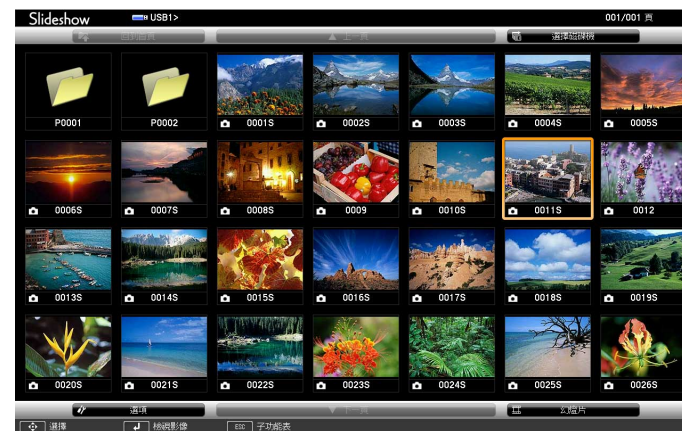 Slideshow USB1> 001/001 頁
回到首頁 ▲ 上一頁 選擇磁碟機
P0001 P0002 0001S 0002S 0003S 0004S 0005S
0006S 0007S 0008S 0009 0010S 0011S 0012
0013S 0014S 0015S 0016S 0017S 0018S 0019S
0020S 0021S 0022S 0023S 0024S 0025S 0026S
選項 ▼ 下一頁 幻燈片
選擇 檢視影像 ESC 子功能表